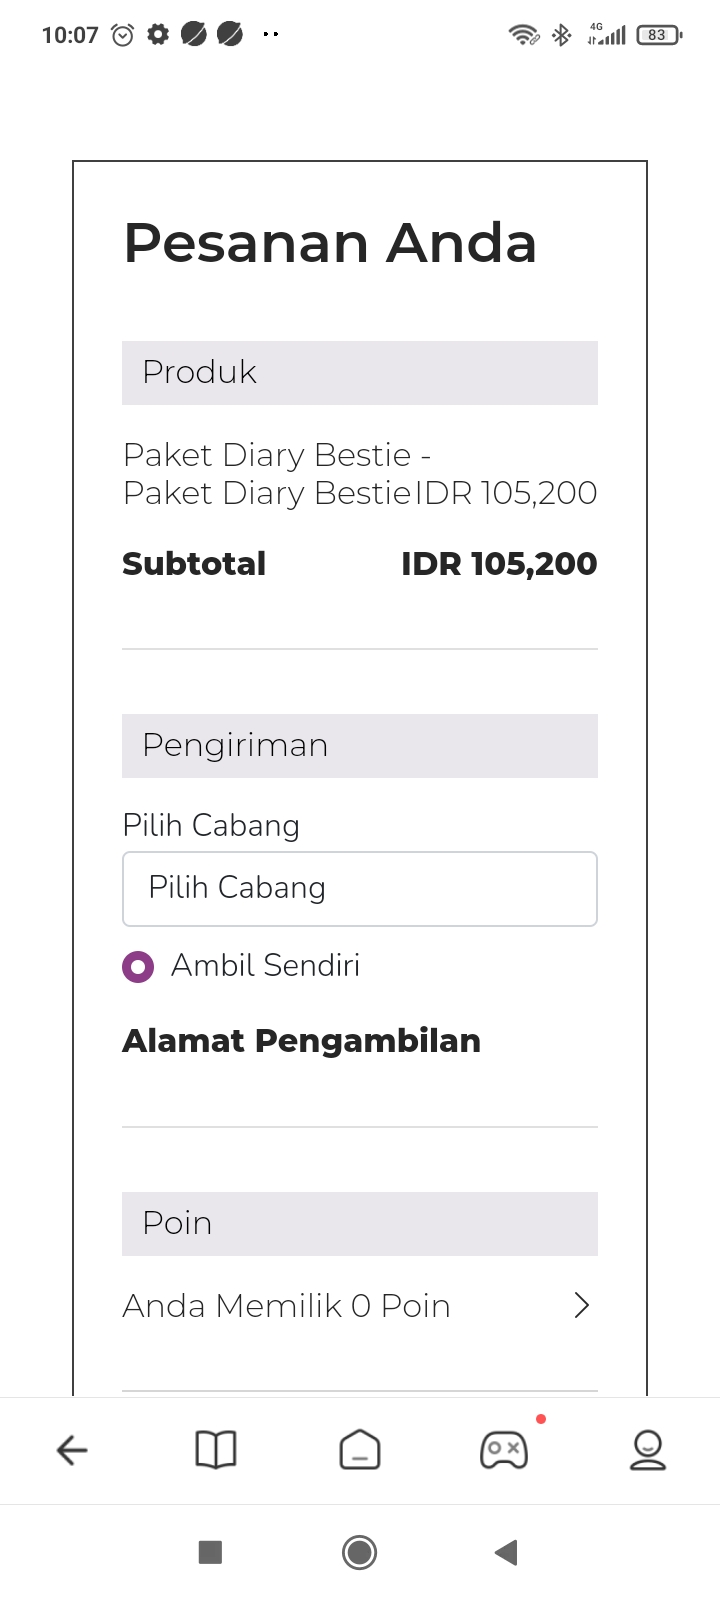 10:07
4G
83
Pesanan Anda
Produk
Paket Diary Bestie -
Paket Diary Bestie IDR 105,200
Subtotal IDR 105,200
Pengiriman
Pilih Cabang
Pilih Cabang
Ambil Sendiri
Alamat Pengambilan
Poin
Anda Memilik 0 Poin